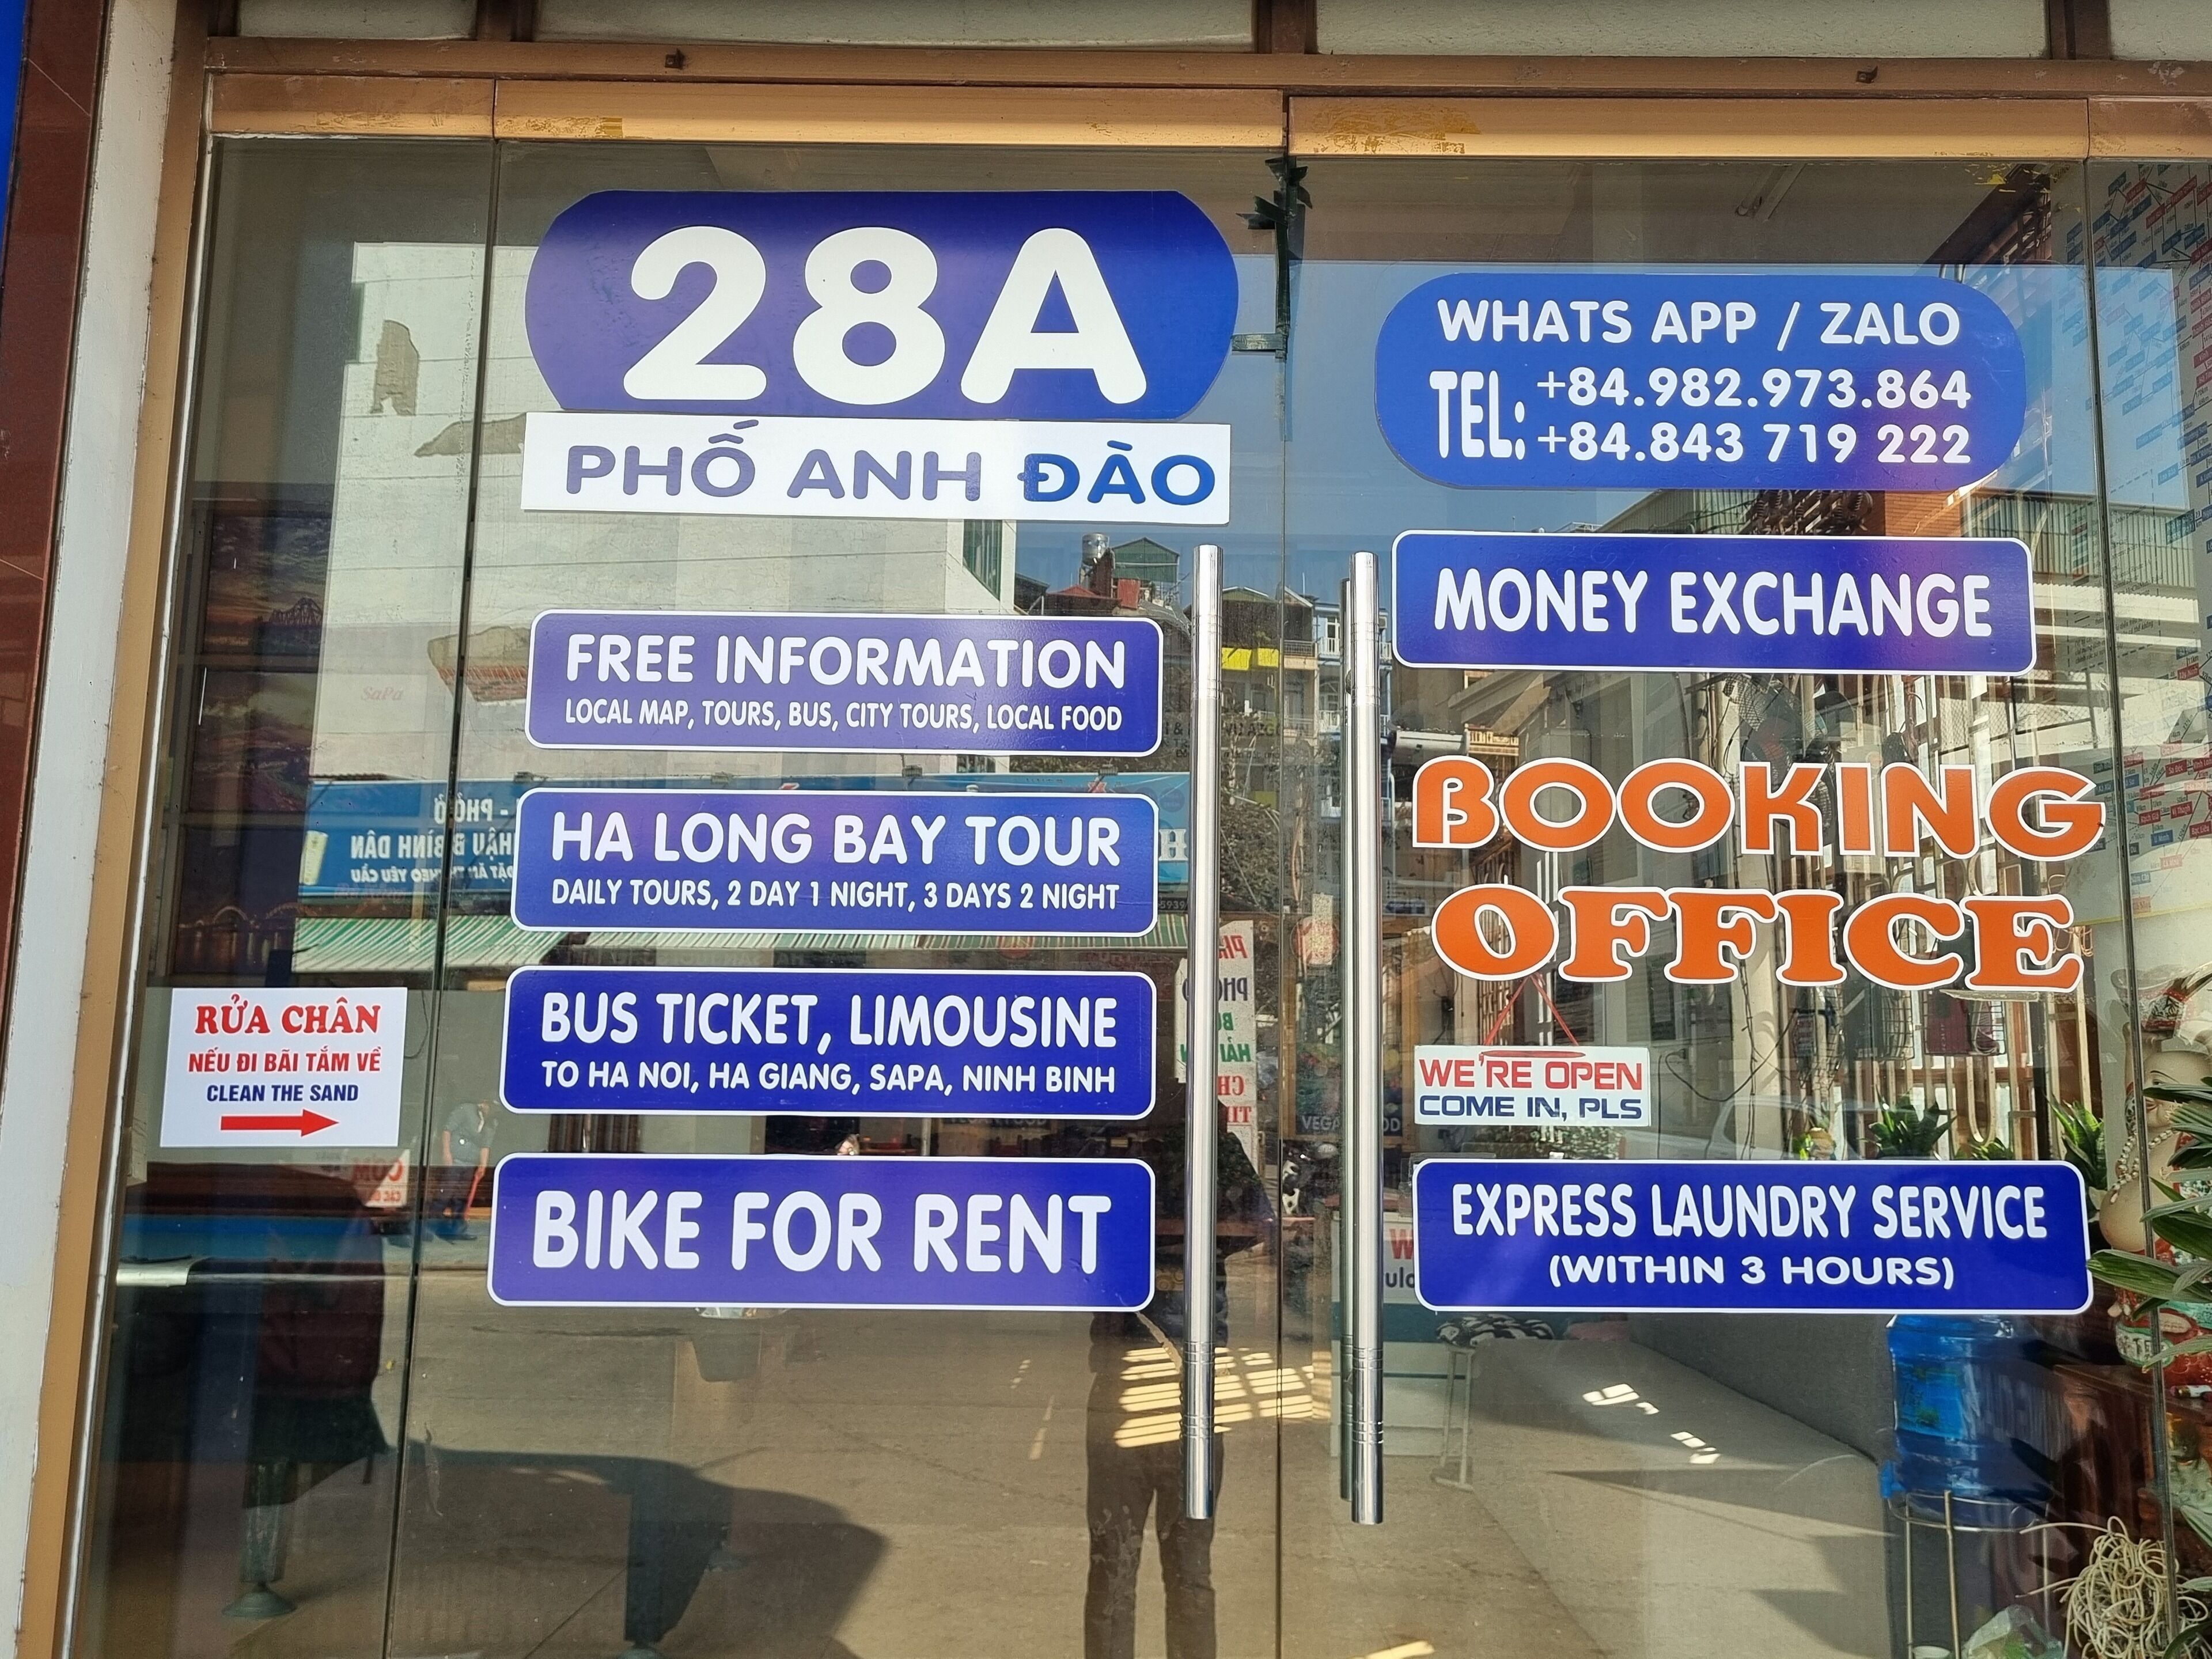 28A
PHỐ ANH ĐÀO
WHATS APP / ZALO
TEL: +84.982.973.864
+84.843 719 222
FREE INFORMATION
LOCAL MAP, TOURS, BUS, CITY TOURS, LOCAL FOOD
HA LONG BAY TOUR
DAILY TOURS, 2 DAY 1 NIGHT, 3 DAYS 2 NIGHT
BUS TICKET, LIMOUSINE
TO HA NOI, HA GIANG, SAPA, NINH BINH
BIKE FOR RENT
MONEY EXCHANGE
BOOKING
OFFICE
WE'RE OPEN
COME IN, PLS
EXPRESS LAUNDRY SERVICE
(WITHIN 3 HOURS)
RỬA CHÂN
NẾU ĐI BÃI TẮM VỀ
CLEAN THE SAND
SaPa